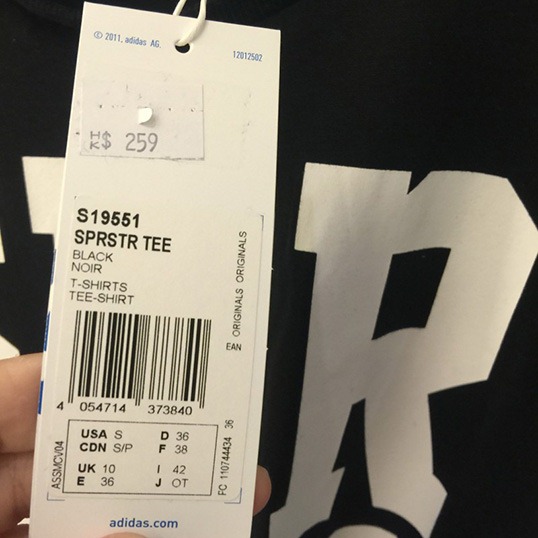 © 2011, adidas AG.
12012502
HK$ 259
S19551
SPRSTR TEE
BLACK
NOIR
T-SHIRTS
TEE-SHIRT
ORIGINALS ORIGINALS
EAN
4 054714 373840
USA S D 36
CDN S/P F 38
UK 10 I 42
E 36 J OT
ASSMCV04
PC 110744434 36
adidas.com
R